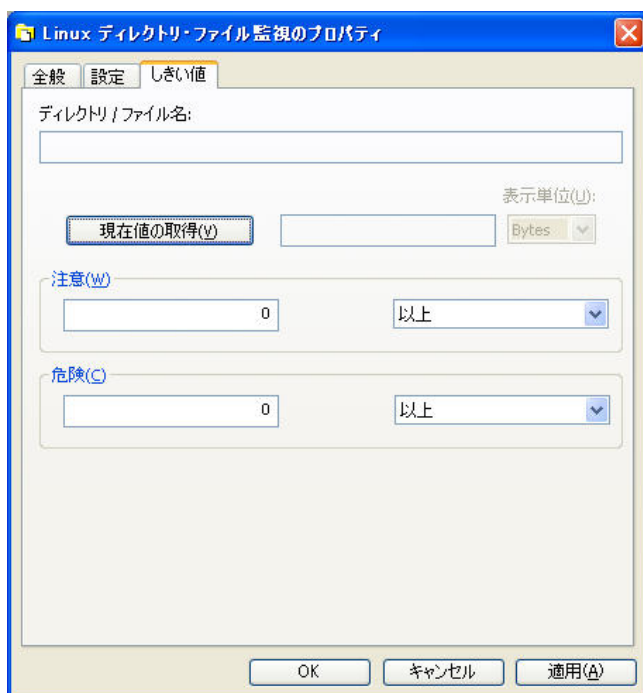 Linux ディレクトリ・ファイル監視のプロパティ
全般 設定 しきい値
ディレクトリ / ファイル名:
表示単位(U):
現在値の取得(V) Bytes
注意(W)
0 以上
危険(C)
0 以上
OK キャンセル 適用(A)